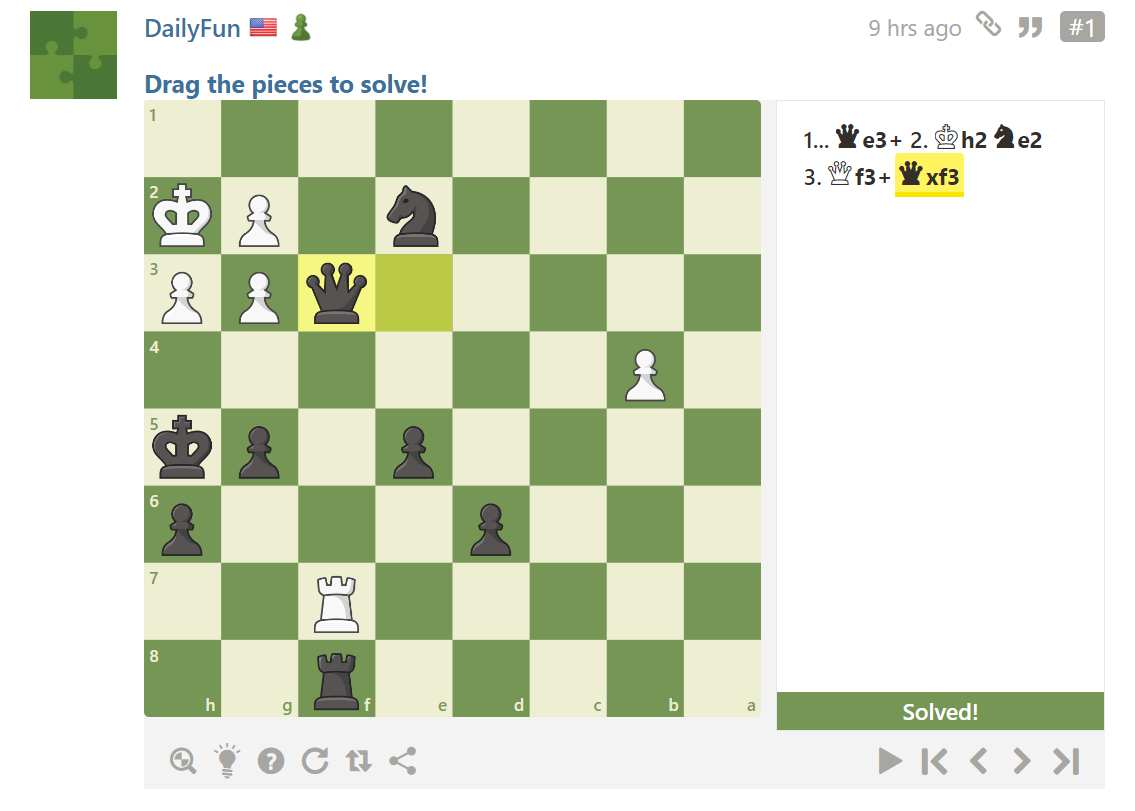 DailyFun
9 hrs ago
#1
Drag the pieces to solve!
1
2
3
4
5
6
7
8
h g f e d c b a
1... ♛e3+ 2. ♔h2 ♞e2
3. ♕f3+ ♛xf3
Solved!